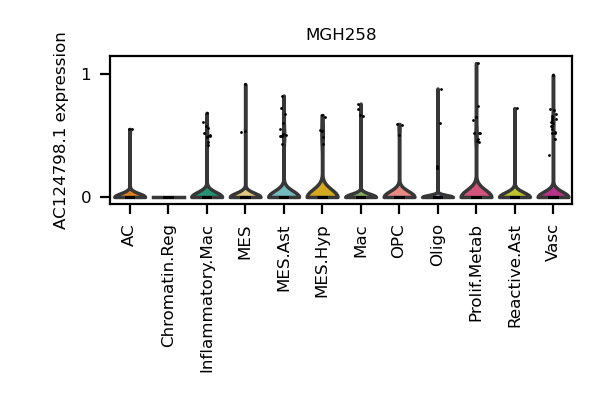 MGH258
AC124798.1 expression
1
0
AC
Chromatin.Reg
Inflammatory.Mac
MES
MES.Ast
MES.Hyp
Mac
OPC
Oligo
Prolif.Metab
Reactive.Ast
Vasc